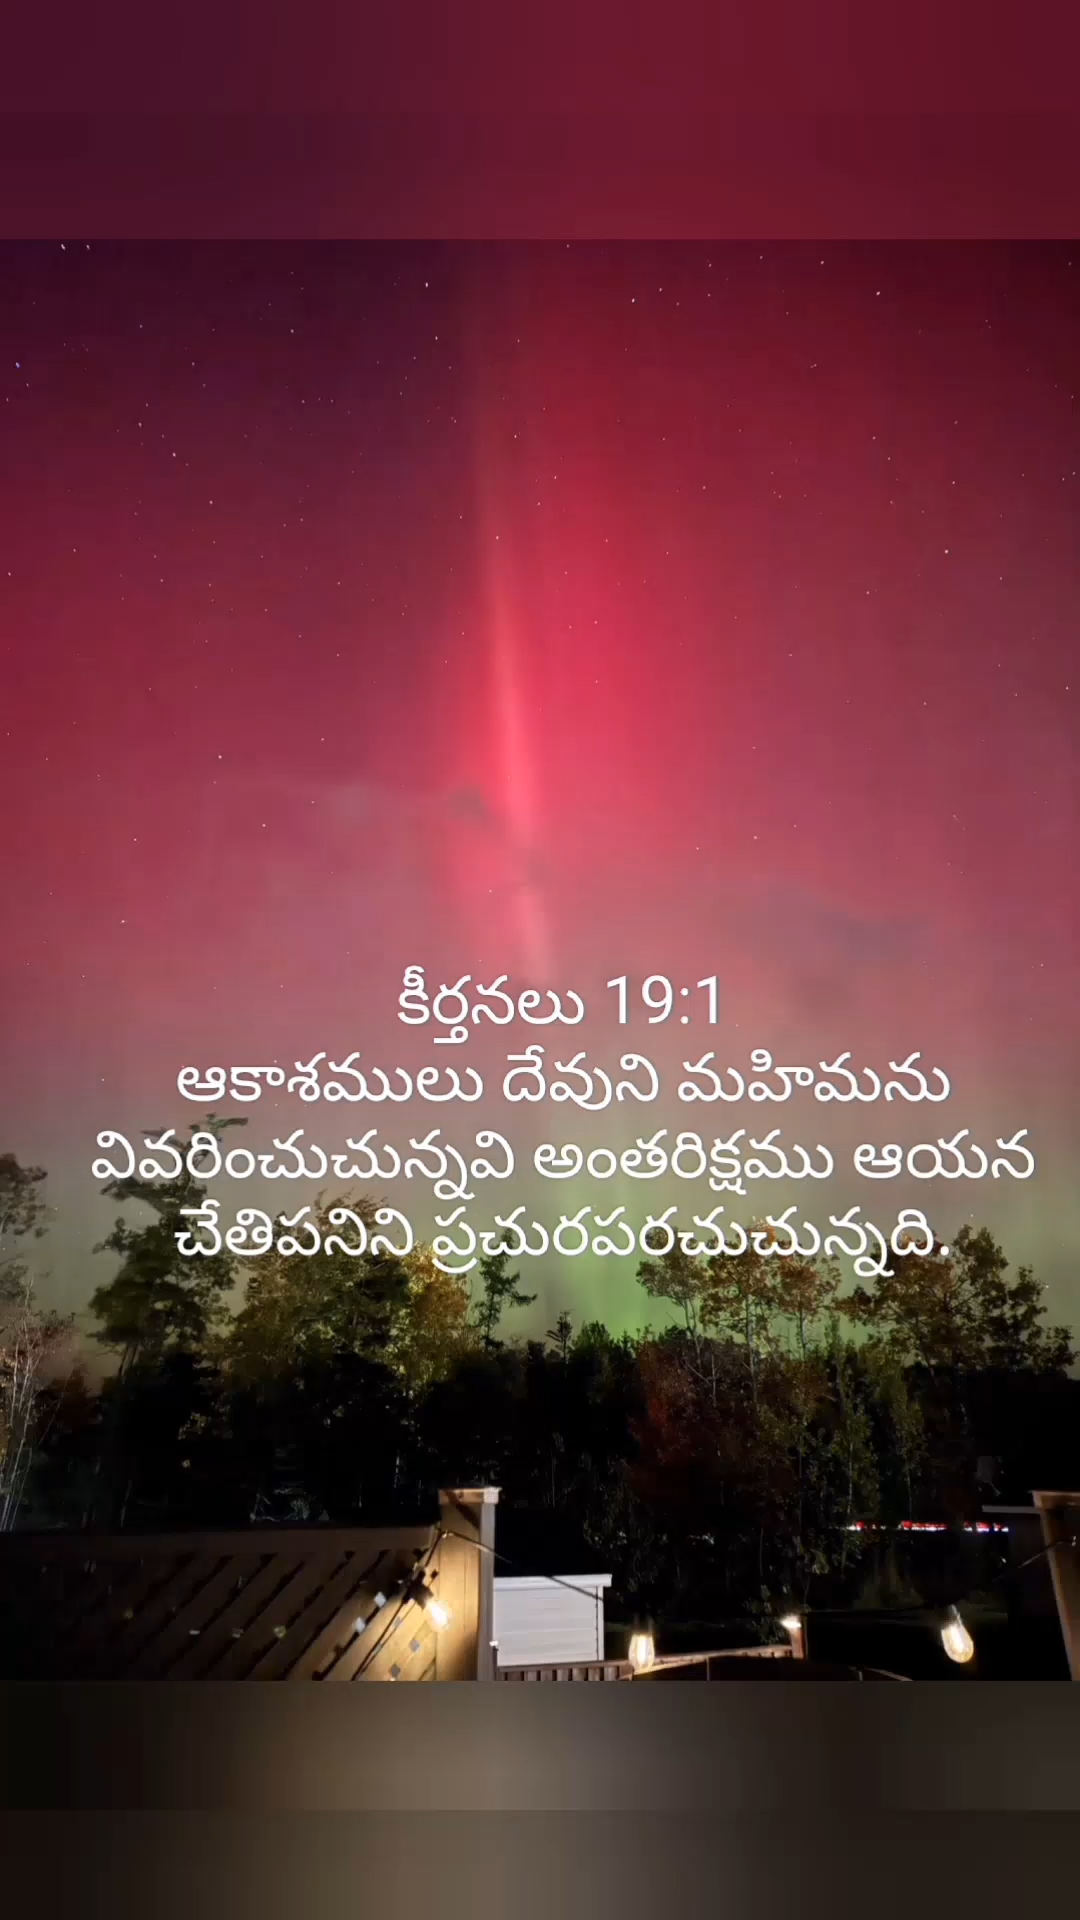 కీర్తనలు 19:1
ఆకాశములు దేవుని మహిమను
వివరించుచున్నవి అంతరిక్షము ఆయన
చేతిపనిని ప్రచురపరచుచున్నది.